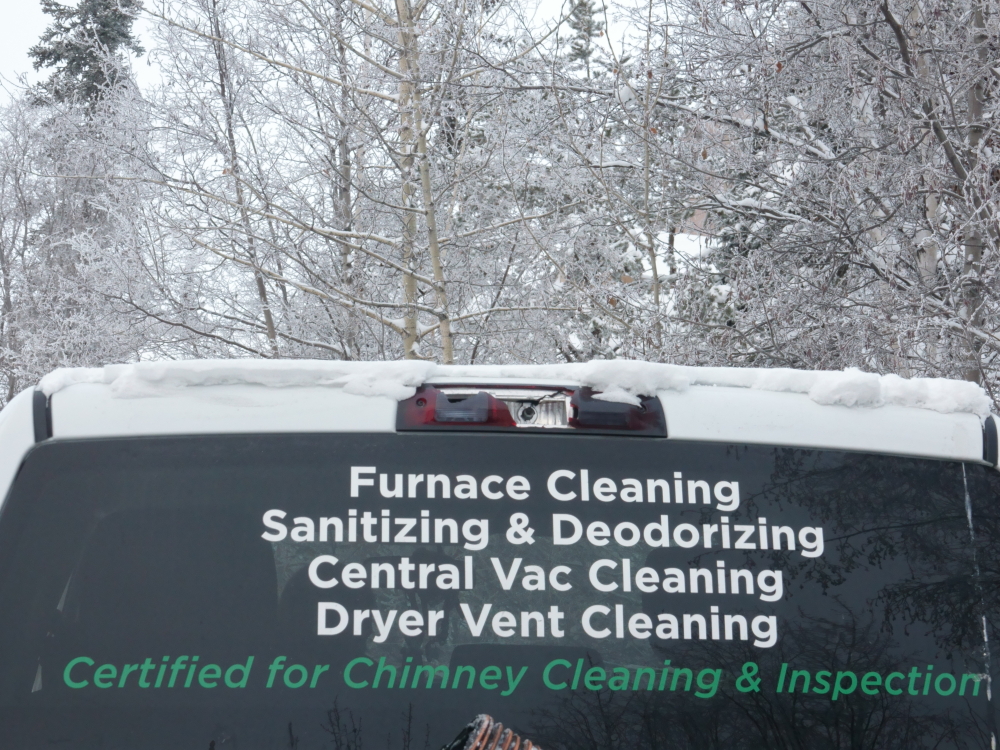 Furnace Cleaning
Sanitizing & Deodorizing
Central Vac Cleaning
Dryer Vent Cleaning
Certified for Chimney Cleaning & Inspection